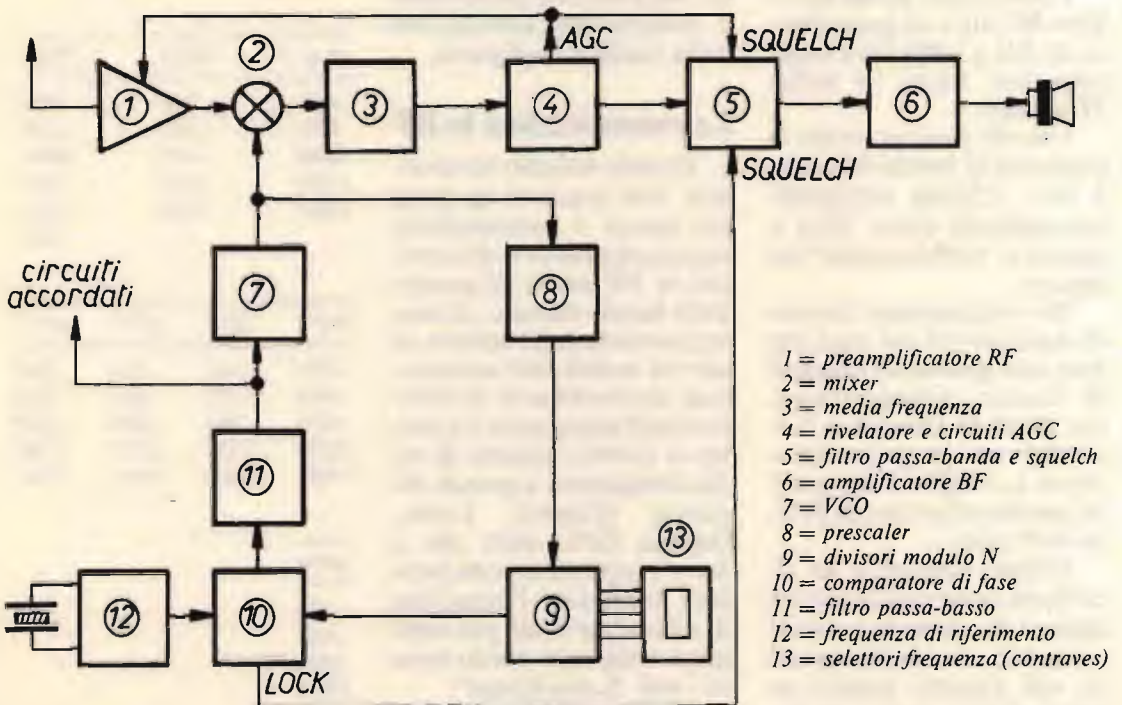 AGC
SQUELCH
②
①
③
④
⑤
⑥
SQUELCH
circuiti
accordati
⑦
⑧
1 = preamplificatore RF
2 = mixer
3 = media frequenza
4 = rivelatore e circuiti AGC
5 = filtro passa-banda e squelch
6 = amplificatore BF
7 = VCO
8 = prescaler
9 = divisori modulo N
10 = comparatore di fase
11 = filtro passa-basso
12 = frequenza di riferimento
13 = selettori frequenza (contraves)
⑪
⑬
⑫
⑩
⑨
LOCK